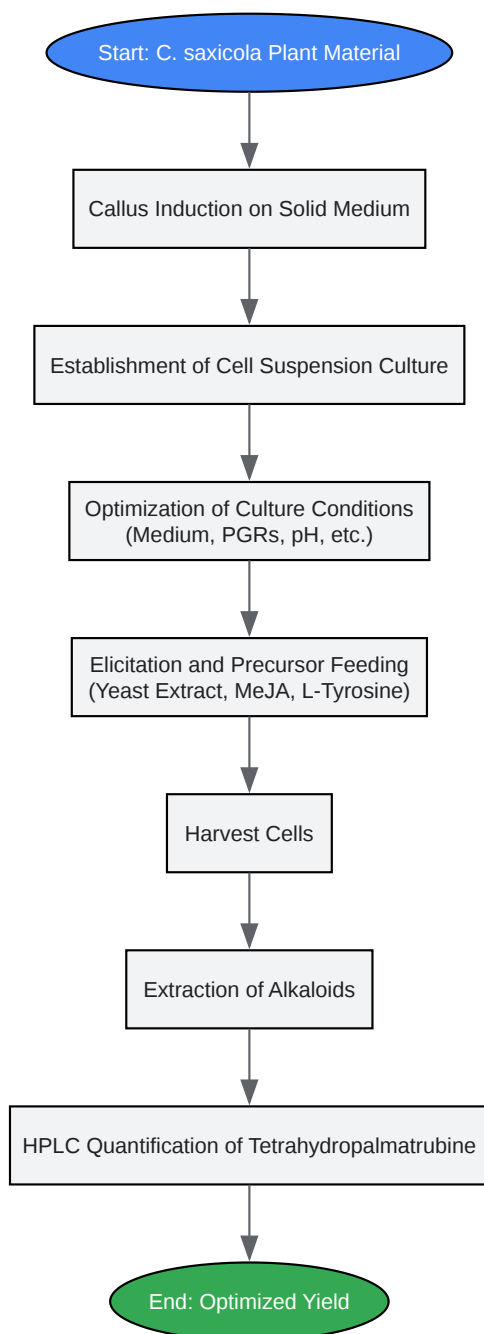 Start: C. saxicola Plant Material
Callus Induction on Solid Medium
Establishment of Cell Suspension Culture
Optimization of Culture Conditions
(Medium, PGRs, pH, etc.)
Elicitation and Precursor Feeding
(Yeast Extract, MeJA, L-Tyrosine)
Harvest Cells
Extraction of Alkaloids
HPLC Quantification of Tetrahydropalmatrubine
End: Optimized Yield